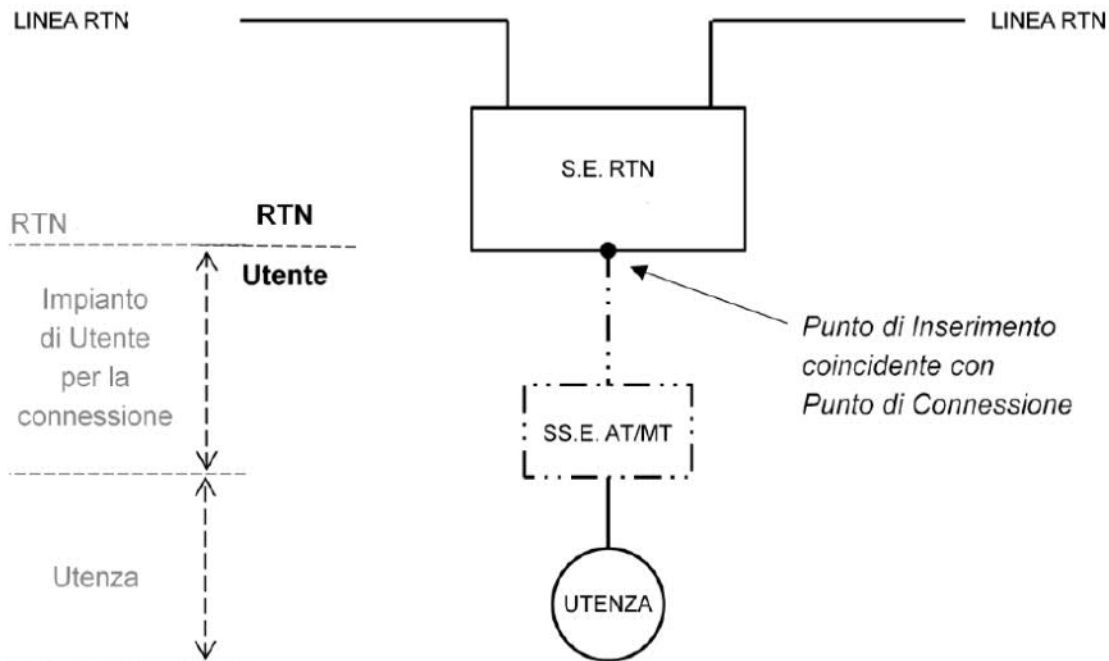 LINEA RTN
LINEA RTN
S.E. RTN
RTN
RTN
Utente
Impianto
di Utente
per la
connessione
Punto di Inserimento
coincidente con
Punto di Connessione
SS.E. AT/MT
Utenza
UTENZA